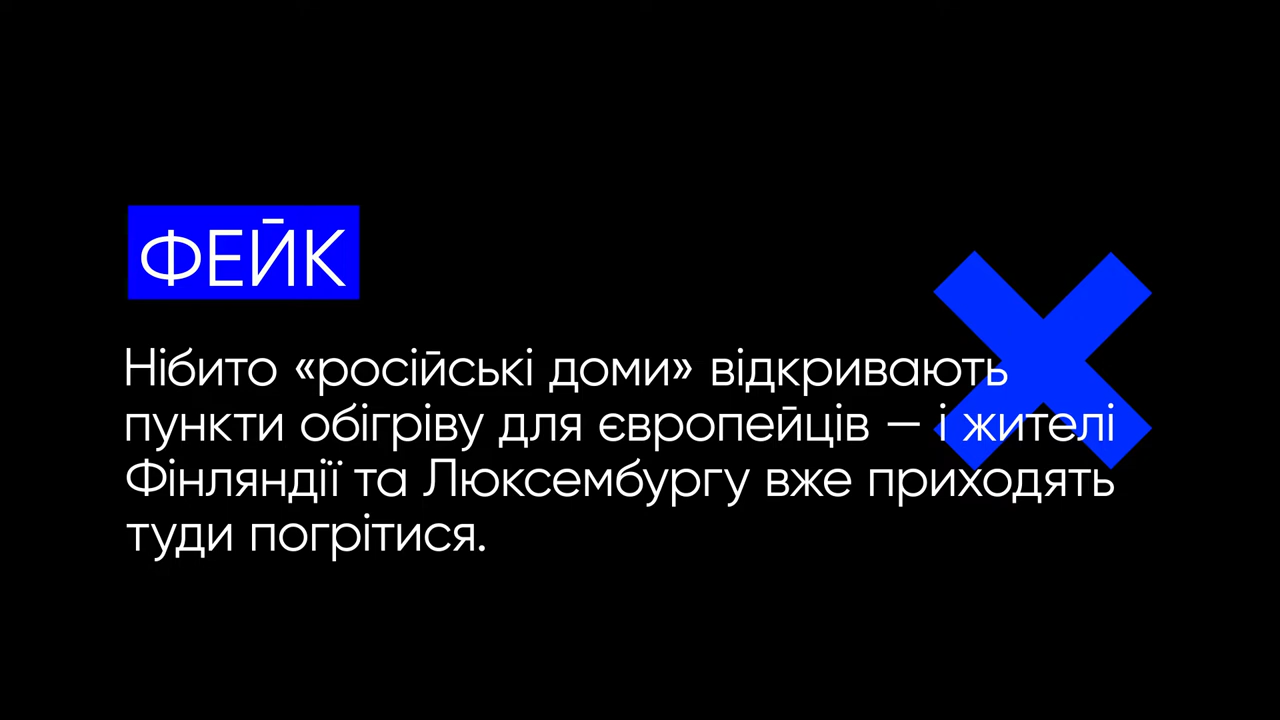 ФЕЙК
Нібито «російські доми» відкривають
пункти обігріву для європейців — і жителі
Фінляндії та Люксембургу вже приходять
туди погрітися.